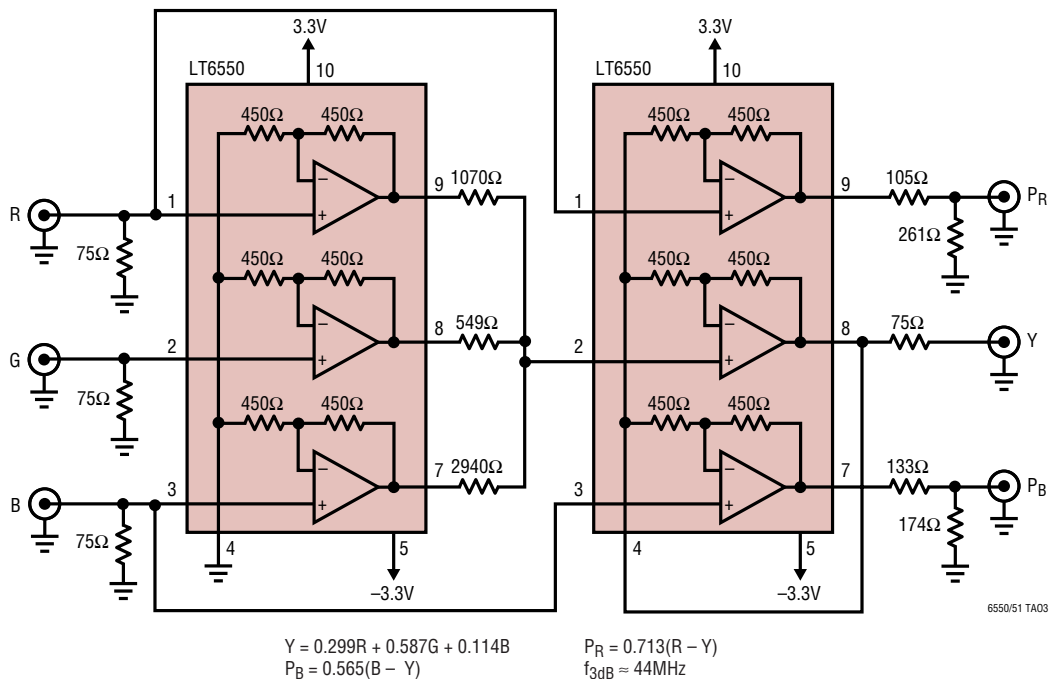 3.3V
3.3V
LT6550
10
LT6550
10
450Ω
450Ω
450Ω
450Ω
−
+
−
+
R
1
9
1070Ω
1
9
105Ω
PR
75Ω
261Ω
450Ω
450Ω
450Ω
450Ω
−
+
−
+
G
2
8
549Ω
2
8
75Ω
Y
75Ω
450Ω
450Ω
450Ω
450Ω
−
+
−
+
B
3
7
2940Ω
3
7
133Ω
PB
75Ω
174Ω
4
5
4
5
–3.3V
–3.3V
6550/51 TA03
Y = 0.299R + 0.587G + 0.114B
PB = 0.565(B – Y)
PR = 0.713(R – Y)
f3dB ≈ 44MHz